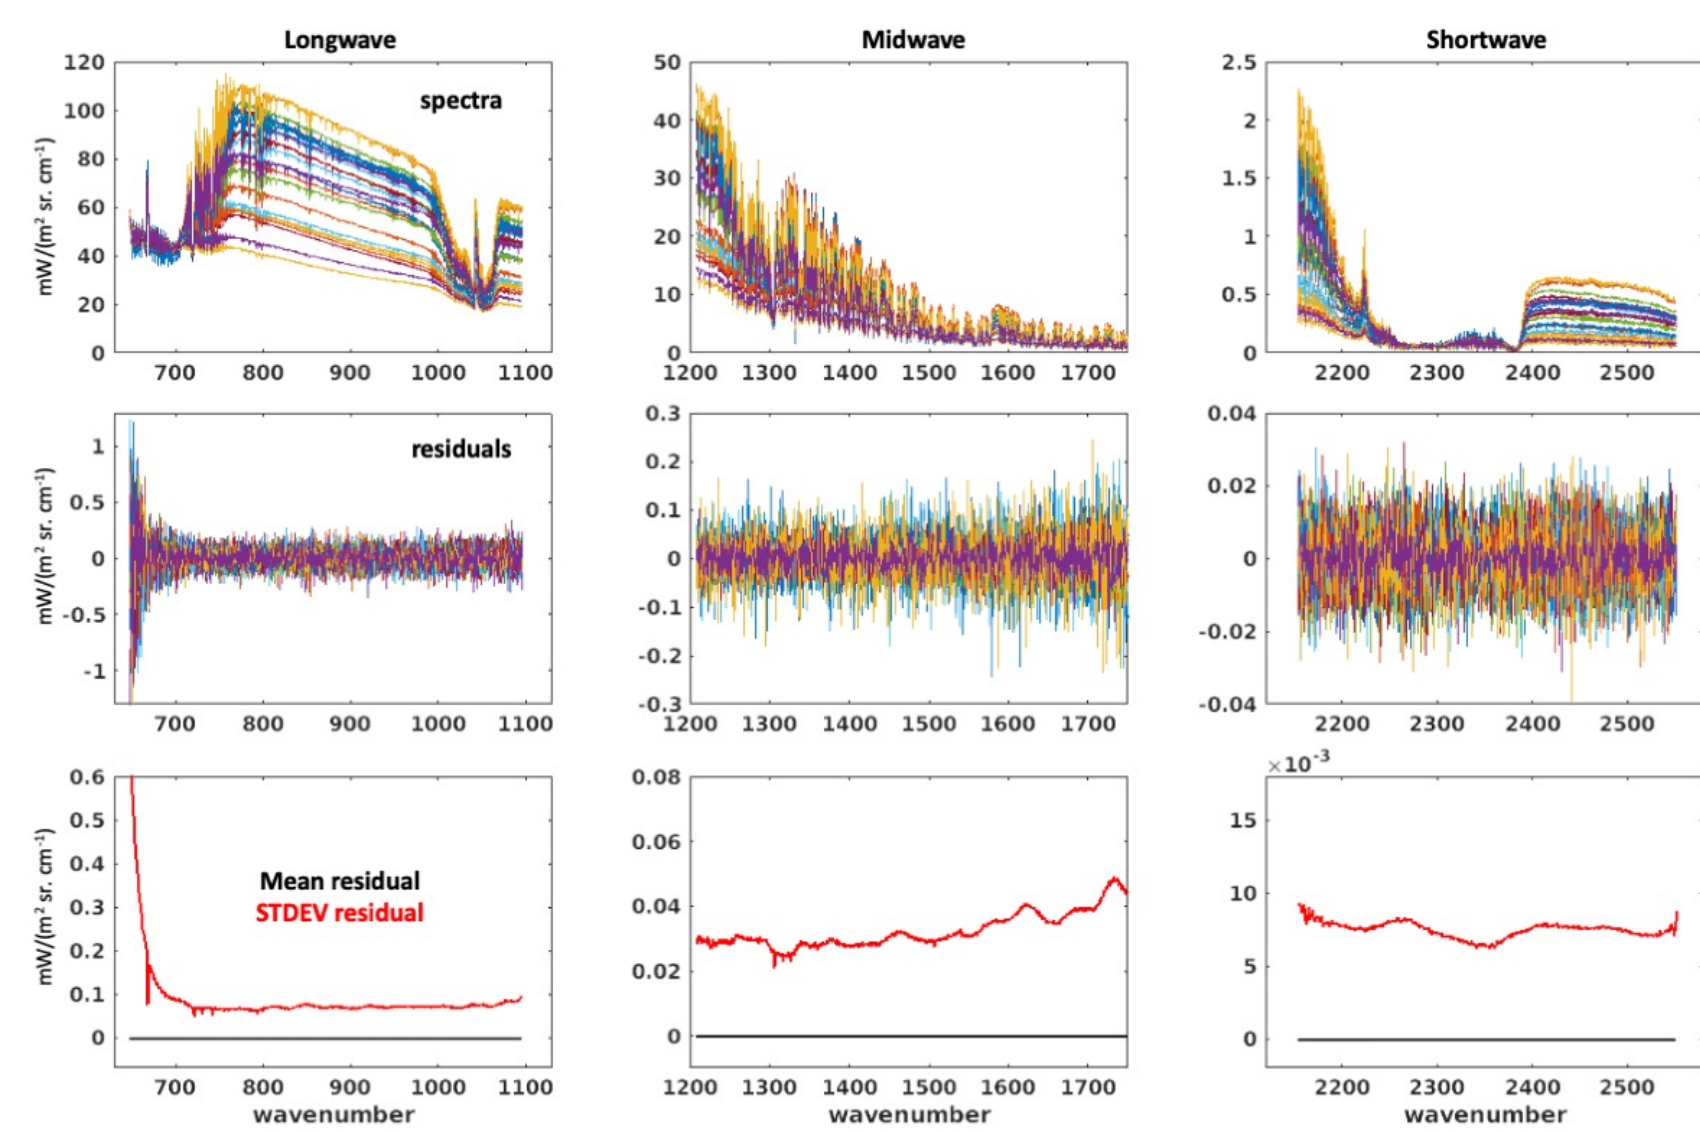 Longwave Midwave Shortwave
120
100
80
60
40
20
0
mW/(m² sr. cm⁻¹)
spectra
700 800 900 1000 1100
50
40
30
20
10
0
1200 1300 1400 1500 1600 1700
2.5
2
1.5
1
0.5
0
2200 2300 2400 2500
1
0.5
0
-0.5
-1
mW/(m² sr. cm⁻¹)
residuals
700 800 900 1000 1100
0.3
0.2
0.1
0
-0.1
-0.2
-0.3
1200 1300 1400 1500 1600 1700
0.04
0.02
0
-0.02
-0.04
2200 2300 2400 2500
0.6
0.5
0.4
0.3
0.2
0.1
0
mW/(m² sr. cm⁻¹)
Mean residual
STDEV residual
700 800 900 1000 1100
wavenumber
0.08
0.06
0.04
0.02
0
1200 1300 1400 1500 1600 1700
wavenumber
×10⁻³
15
10
5
0
2200 2300 2400 2500
wavenumber